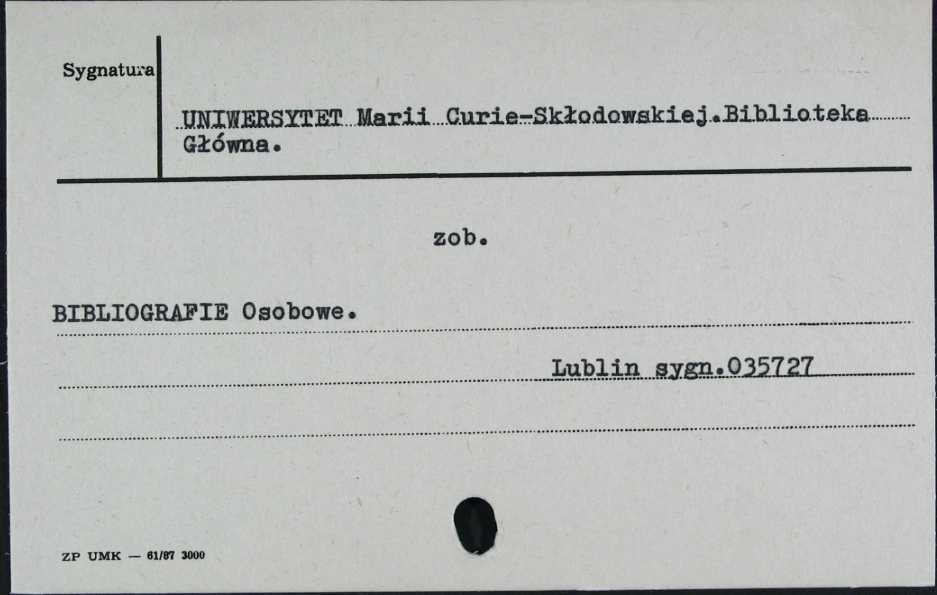 Sygnatura
UNIWERSYTET Marii Curie-Skłodowskiej.Biblioteka
Główna.
zob.
BIBLIOGRAFIE Osobowe.
Lublin sygn.035727
ZP UMK — 61/87 3000